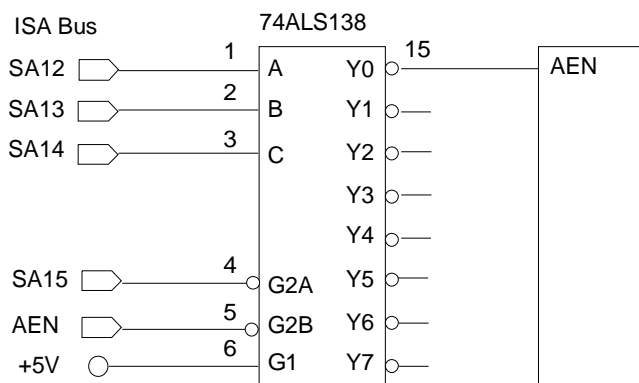 ISA Bus
74ALS138
SA12 1 A Y0 15 AEN
SA13 2 B Y1
SA14 3 C Y2
Y3
Y4
SA15 4 G2A Y5
AEN 5 G2B Y6
+5V 6 G1 Y7